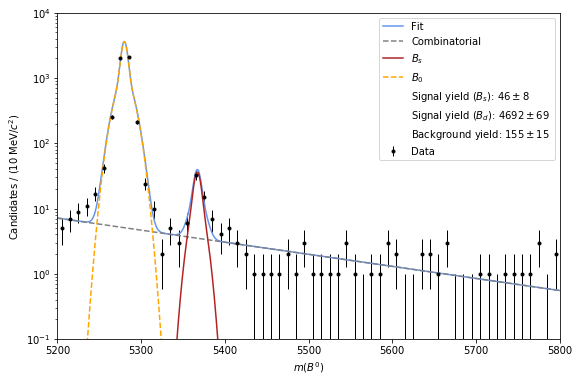 10⁴
10³
10²
10¹
10⁰
10⁻¹
Candidates / (10 MeV/c²)
5200 5300 5400 5500 5600 5700 5800
m(B⁰)
Fit
Combinatorial
Bₛ
B₀
Signal yield (Bₛ): 46 ± 8
Signal yield (B_d): 4692 ± 69
Background yield: 155 ± 15
Data